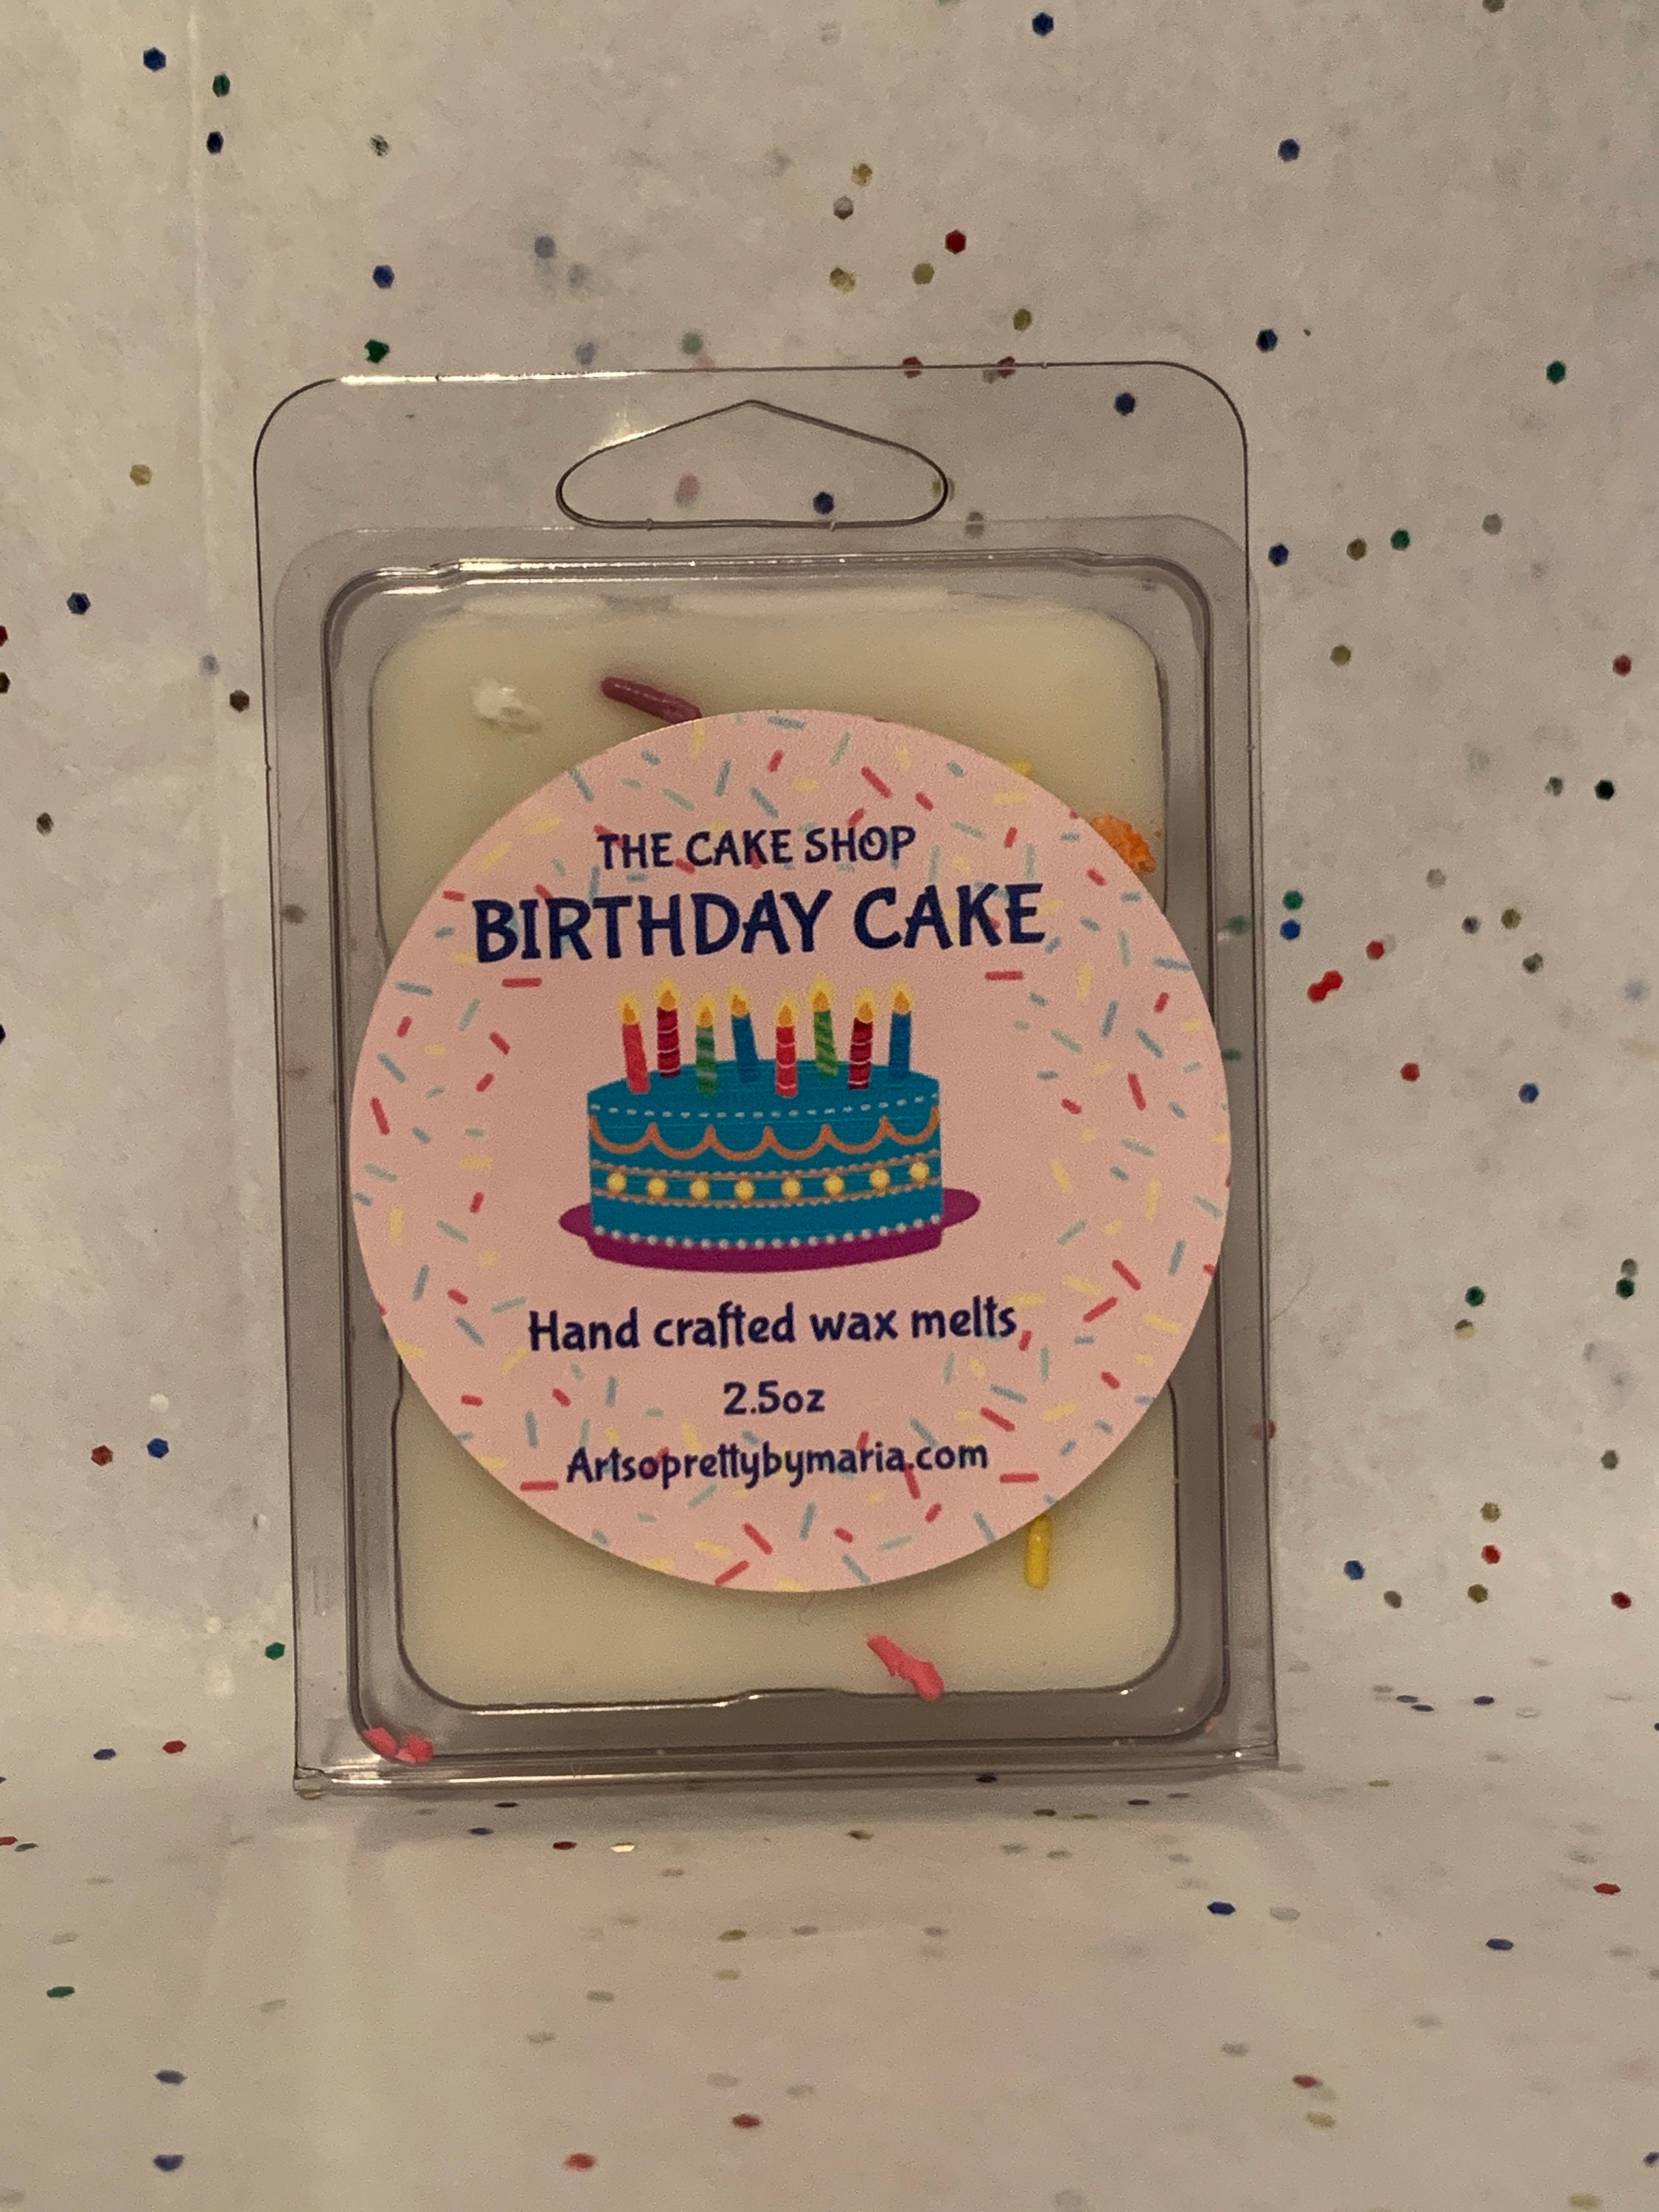 THE CAKE SHOP
BIRTHDAY CAKE
Hand crafted wax melts
2.5oz
Artsoprettybymaria.com